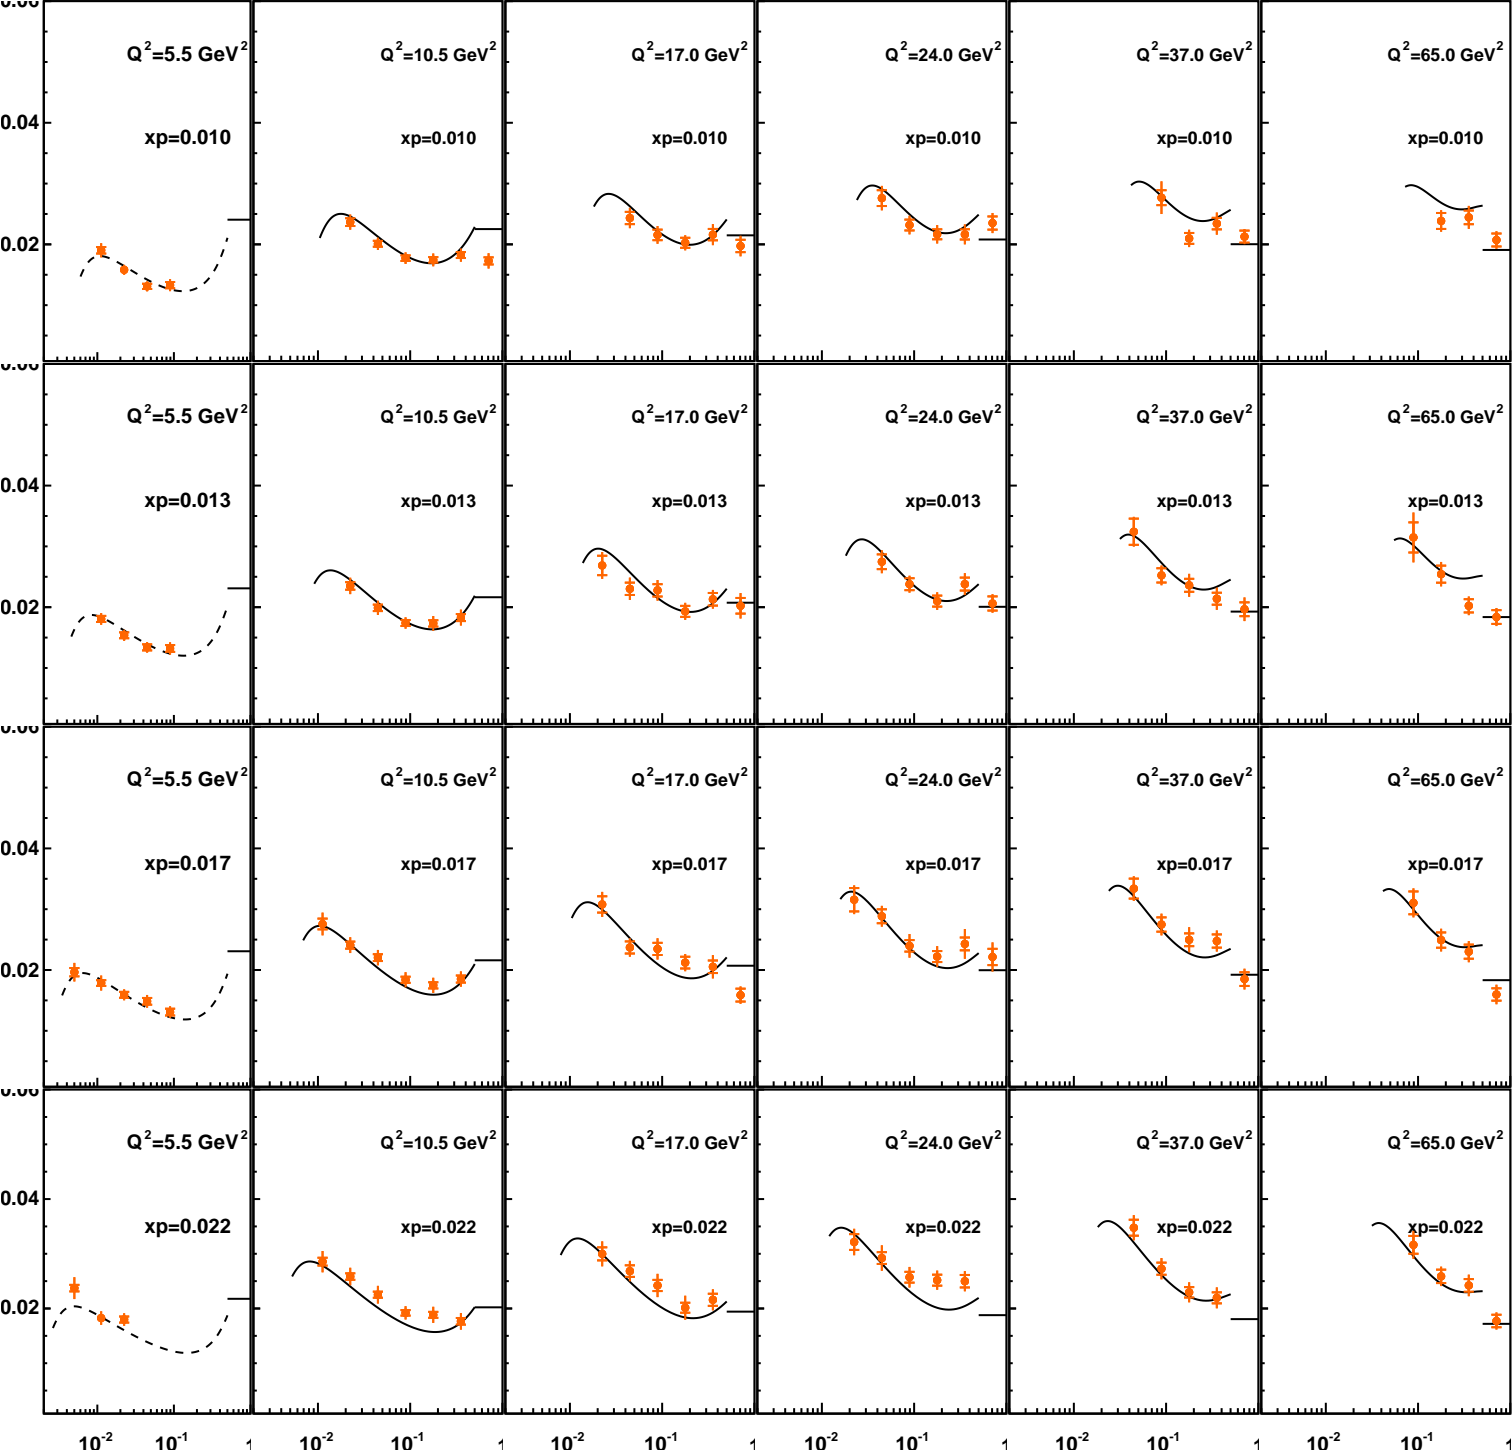 0.06
Q²=5.5 GeV² Q²=10.5 GeV² Q²=17.0 GeV² Q²=24.0 GeV² Q²=37.0 GeV² Q²=65.0 GeV²
0.04
xp=0.010 xp=0.010 xp=0.010 xp=0.010 xp=0.010 xp=0.010
0.02
0.06
Q²=5.5 GeV² Q²=10.5 GeV² Q²=17.0 GeV² Q²=24.0 GeV² Q²=37.0 GeV² Q²=65.0 GeV²
0.04
xp=0.013 xp=0.013 xp=0.013 xp=0.013 xp=0.013 xp=0.013
0.02
0.06
Q²=5.5 GeV² Q²=10.5 GeV² Q²=17.0 GeV² Q²=24.0 GeV² Q²=37.0 GeV² Q²=65.0 GeV²
0.04
xp=0.017 xp=0.017 xp=0.017 xp=0.017 xp=0.017 xp=0.017
0.02
0.06
Q²=5.5 GeV² Q²=10.5 GeV² Q²=17.0 GeV² Q²=24.0 GeV² Q²=37.0 GeV² Q²=65.0 GeV²
0.04
xp=0.022 xp=0.022 xp=0.022 xp=0.022 xp=0.022 xp=0.022
0.02
10⁻² 10⁻¹ 1 10⁻² 10⁻¹ 1 10⁻² 10⁻¹ 1 10⁻² 10⁻¹ 1 10⁻² 10⁻¹ 1 10⁻² 10⁻¹ 1